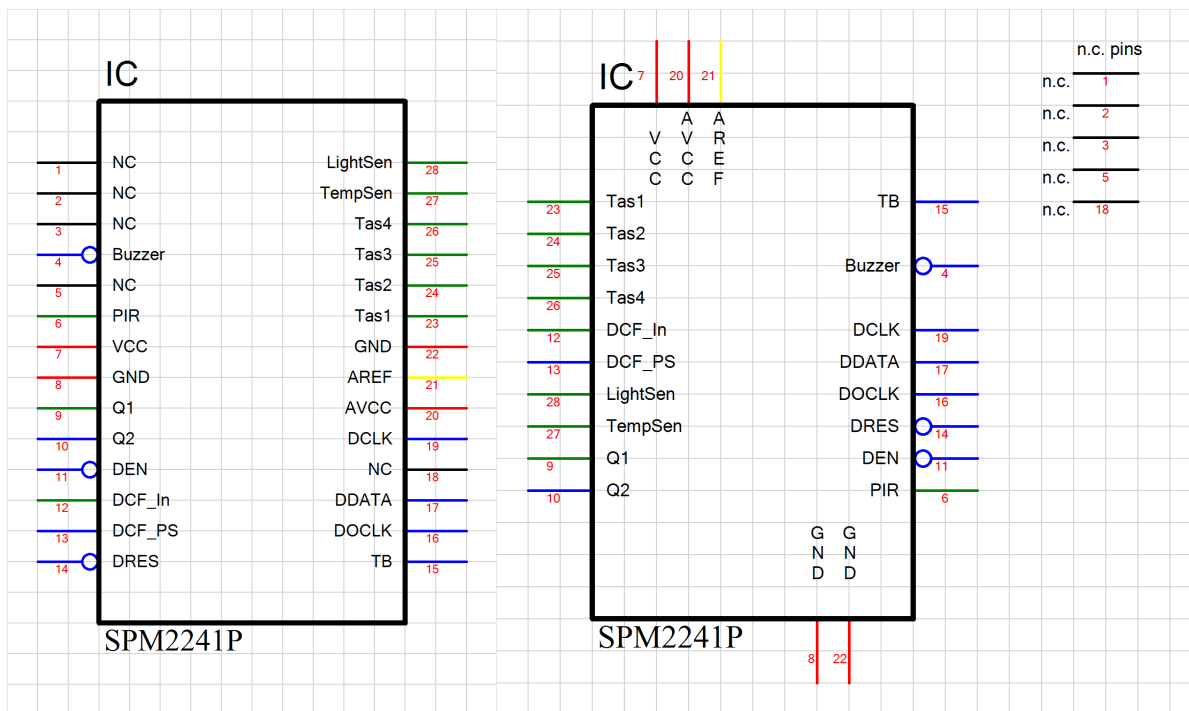 IC
1 NC
2 NC
3 NC
4 Buzzer
5 NC
6 PIR
7 VCC
8 GND
9 Q1
10 Q2
11 DEN
12 DCF_In
13 DCF_PS
14 DRES
LightSen 28
TempSen 27
Tas4 26
Tas3 25
Tas2 24
Tas1 23
GND 22
AREF 21
AVCC 20
DCLK 19
NC 18
DDATA 17
DOCLK 16
TB 15
SPM2241P
IC
7 20 21
VCC
AVCC
AREF
23 Tas1
24 Tas2
25 Tas3
26 Tas4
12 DCF_In
13 DCF_PS
28 LightSen
27 TempSen
9 Q1
10 Q2
TB 15
Buzzer 4
DCLK 19
DDATA 17
DOCLK 16
DRES 14
DEN 11
PIR 6
GND
GND
8 22
SPM2241P
n.c. pins
n.c. 1
n.c. 2
n.c. 3
n.c. 5
n.c. 18